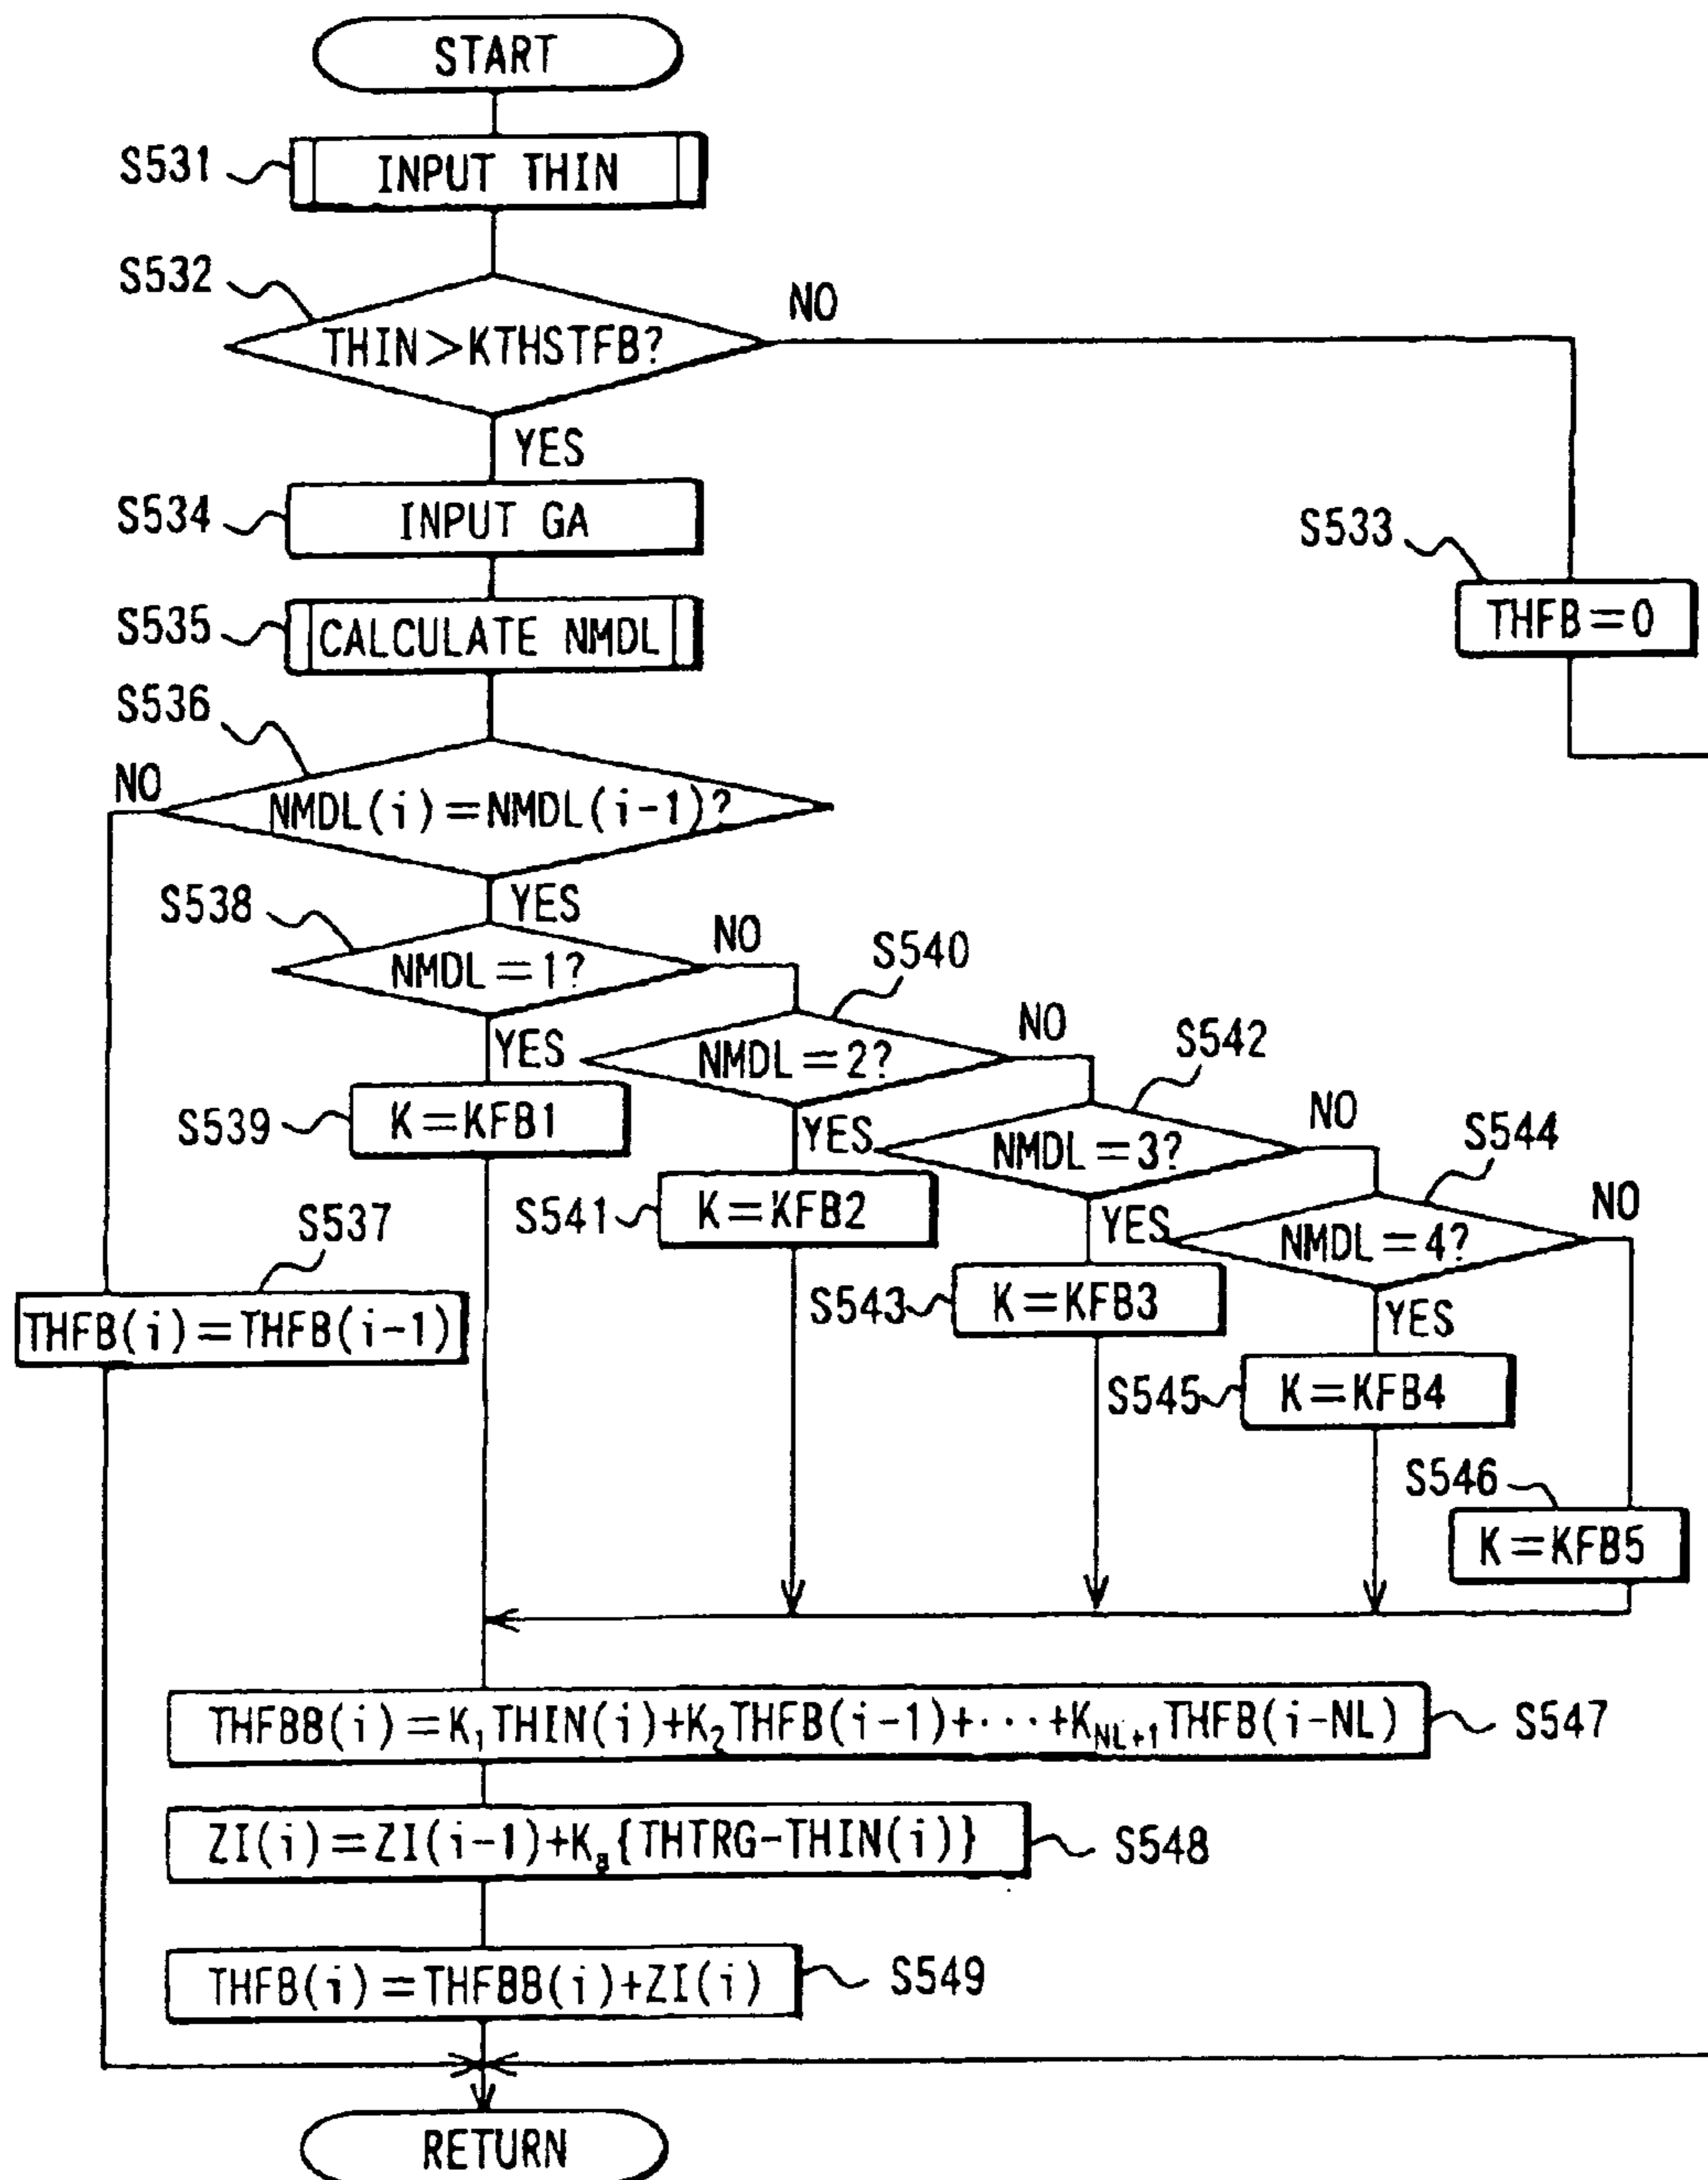 START
S531
INPUT THIN
S532
THIN>KTHSTFB?
NO
YES
S534
INPUT GA
S533
THFB=0
S535
CALCULATE NMDL
S536
NO
NMDL(i)=NMDL(i-1)?
YES
S538
NMDL=1?
NO
S540
YES
NMDL=2?
NO
S542
S539
K=KFB1
YES
NMDL=3?
NO
S544
S541
K=KFB2
YES
NMDL=4?
NO
S537
THFB(i)=THFB(i-1)
S543
K=KFB3
YES
S545
K=KFB4
S546
K=KFB5
THFBB(i)=K₁THIN(i)+K₂THFB(i-1)+···+K_NL+1THFB(i-NL)
S547
ZI(i)=ZI(i-1)+Kₐ{THTRG-THIN(i)}
S548
THFB(i)=THFBB(i)+ZI(i)
S549
RETURN